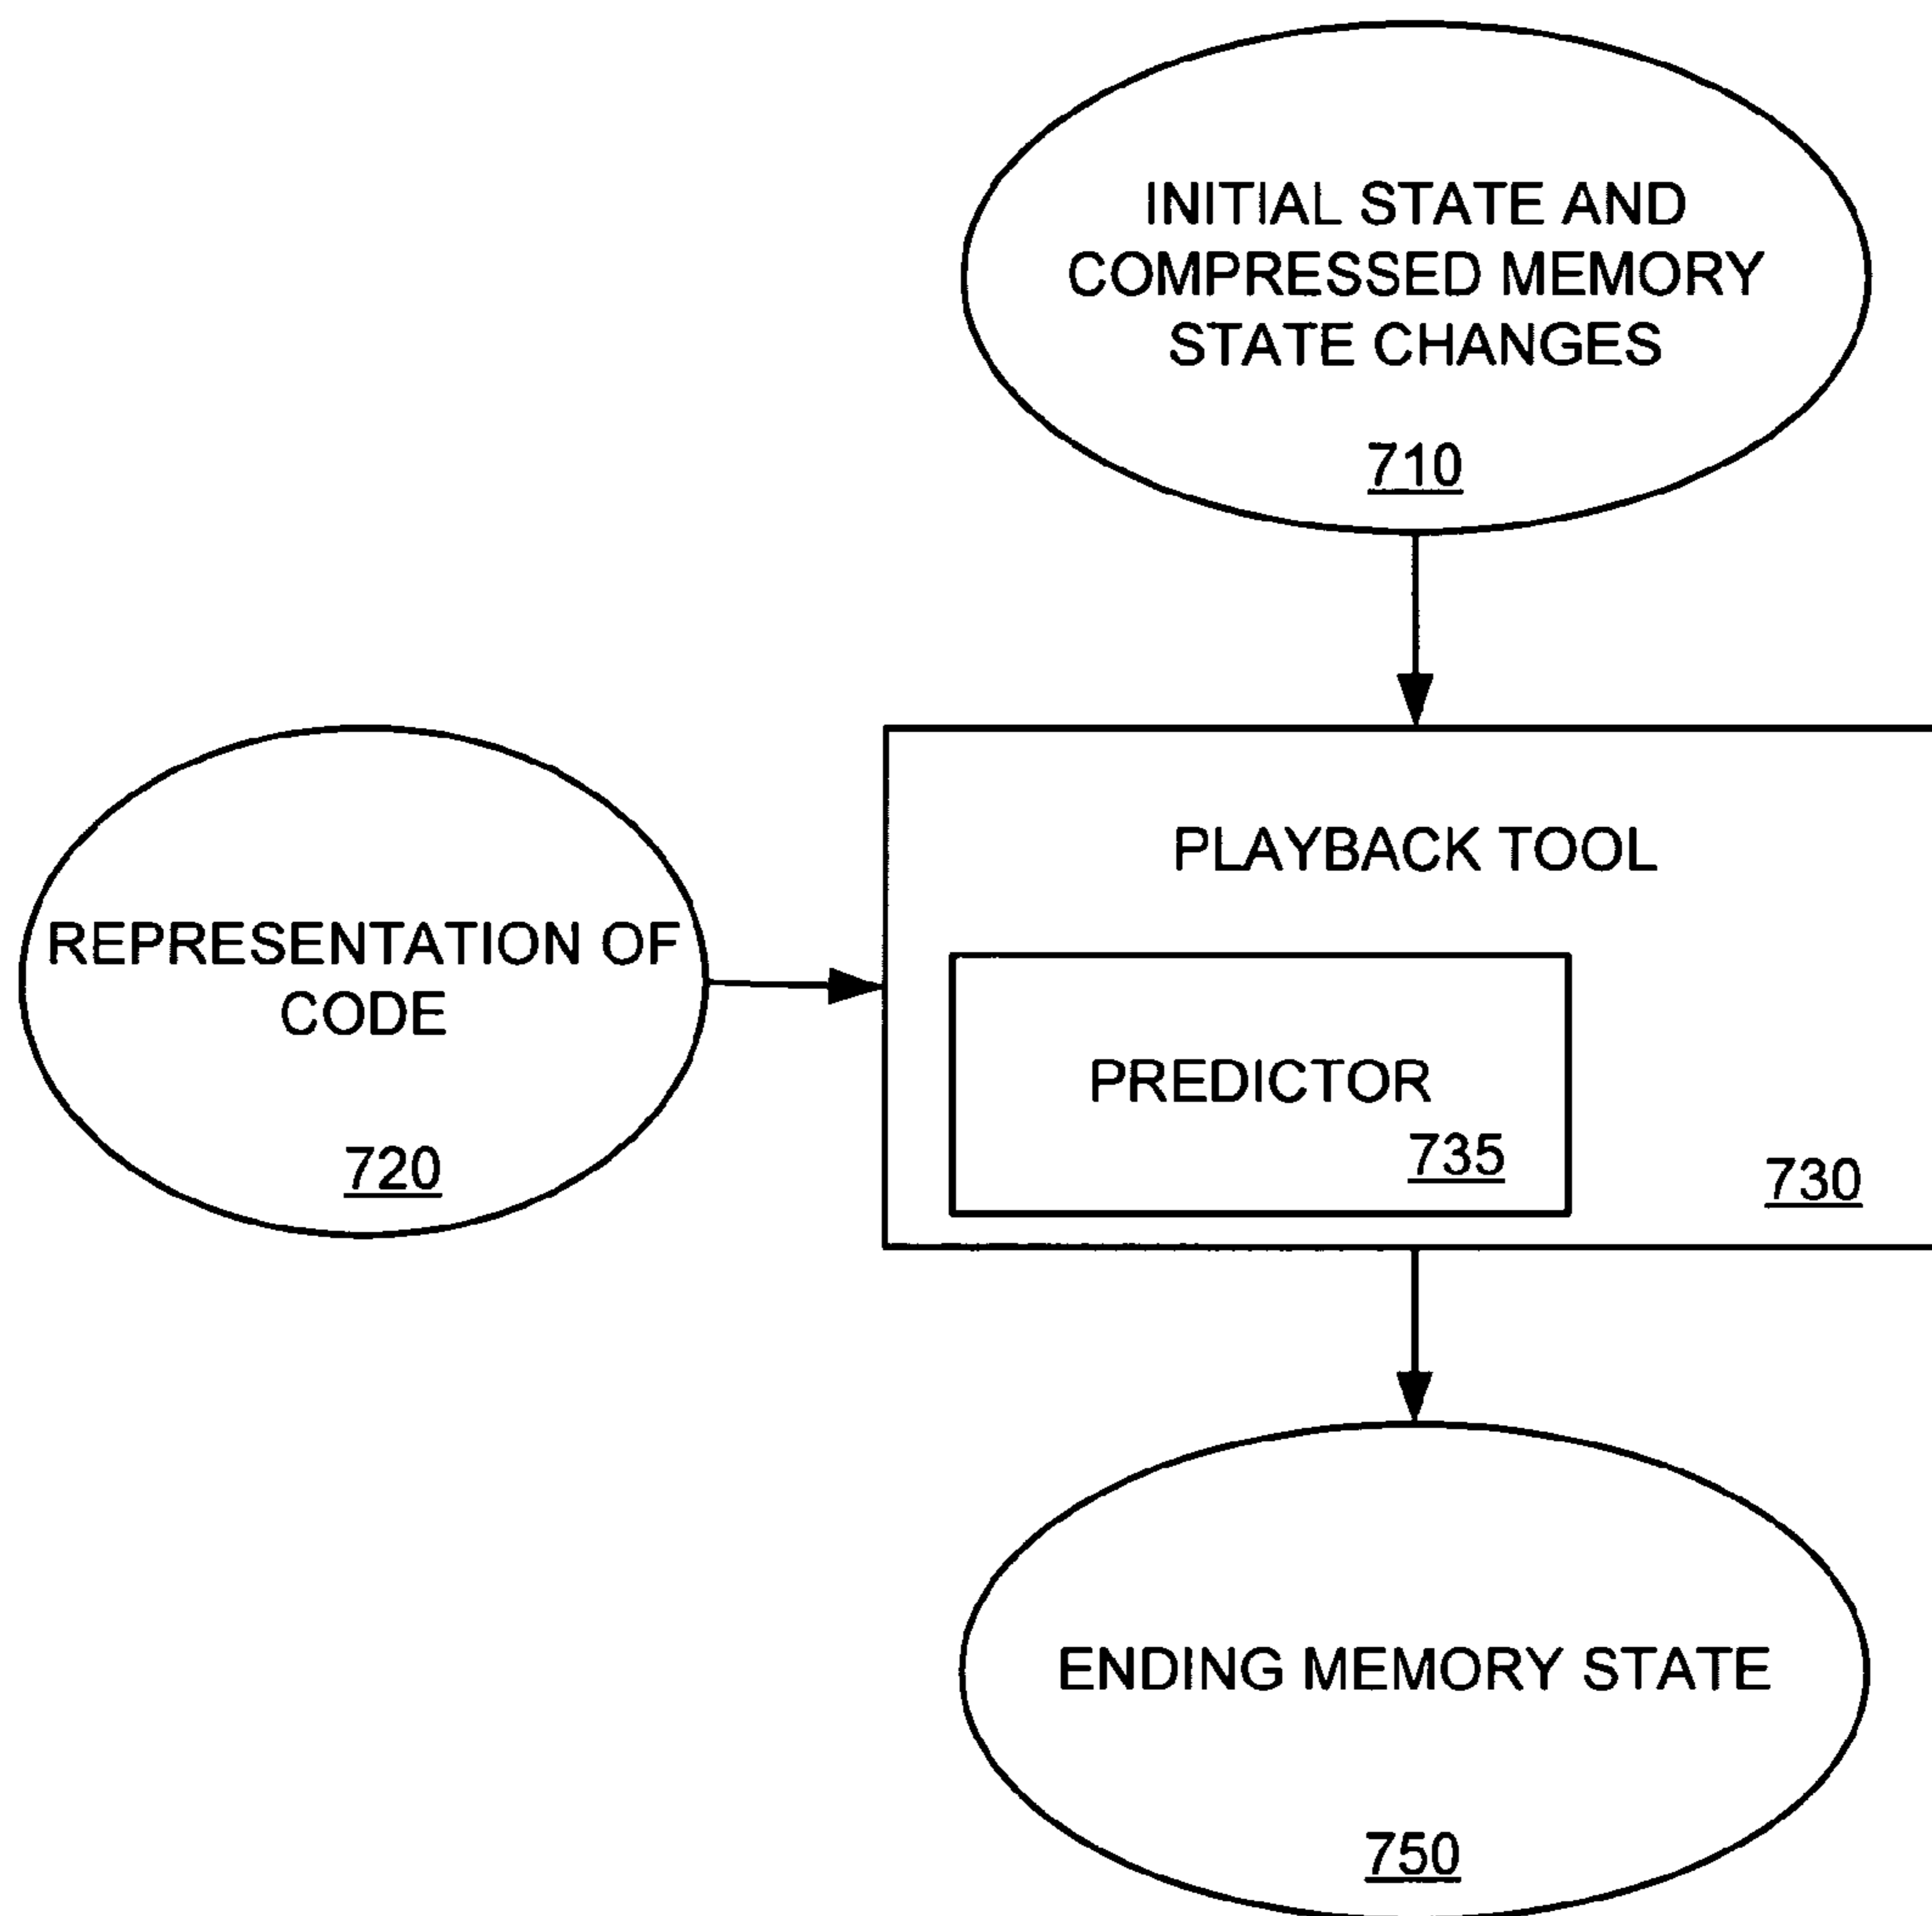 INITIAL STATE AND
COMPRESSED MEMORY
STATE CHANGES
710
REPRESENTATION OF
CODE
720
PLAYBACK TOOL
PREDICTOR
735
730
ENDING MEMORY STATE
750